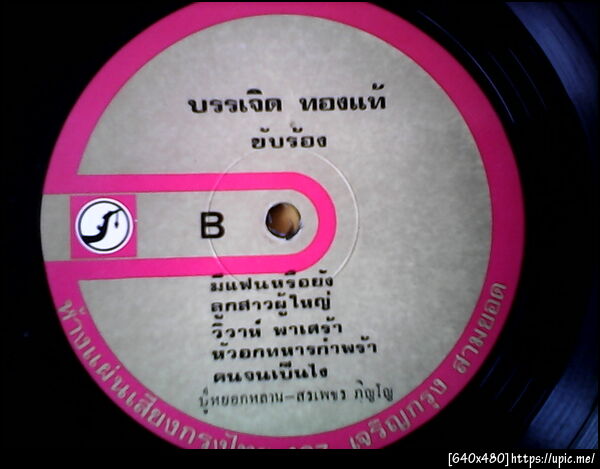 บรรเจิด ทองแท้
ขับร้อง
B
มีแฟนหรือยัง
ลูกสาวผู้ใหญ่
วิวาห์ พาเศร้า
หัวอกทหารกำพร้า
คนจนเป็นไง
ปู่หยอกหลาน–สรเพชร ภิญโญ
ห้างแผ่นเสียงกรุงไทย เจริญกรุง สามยอด
[640x480]https://upic.me/